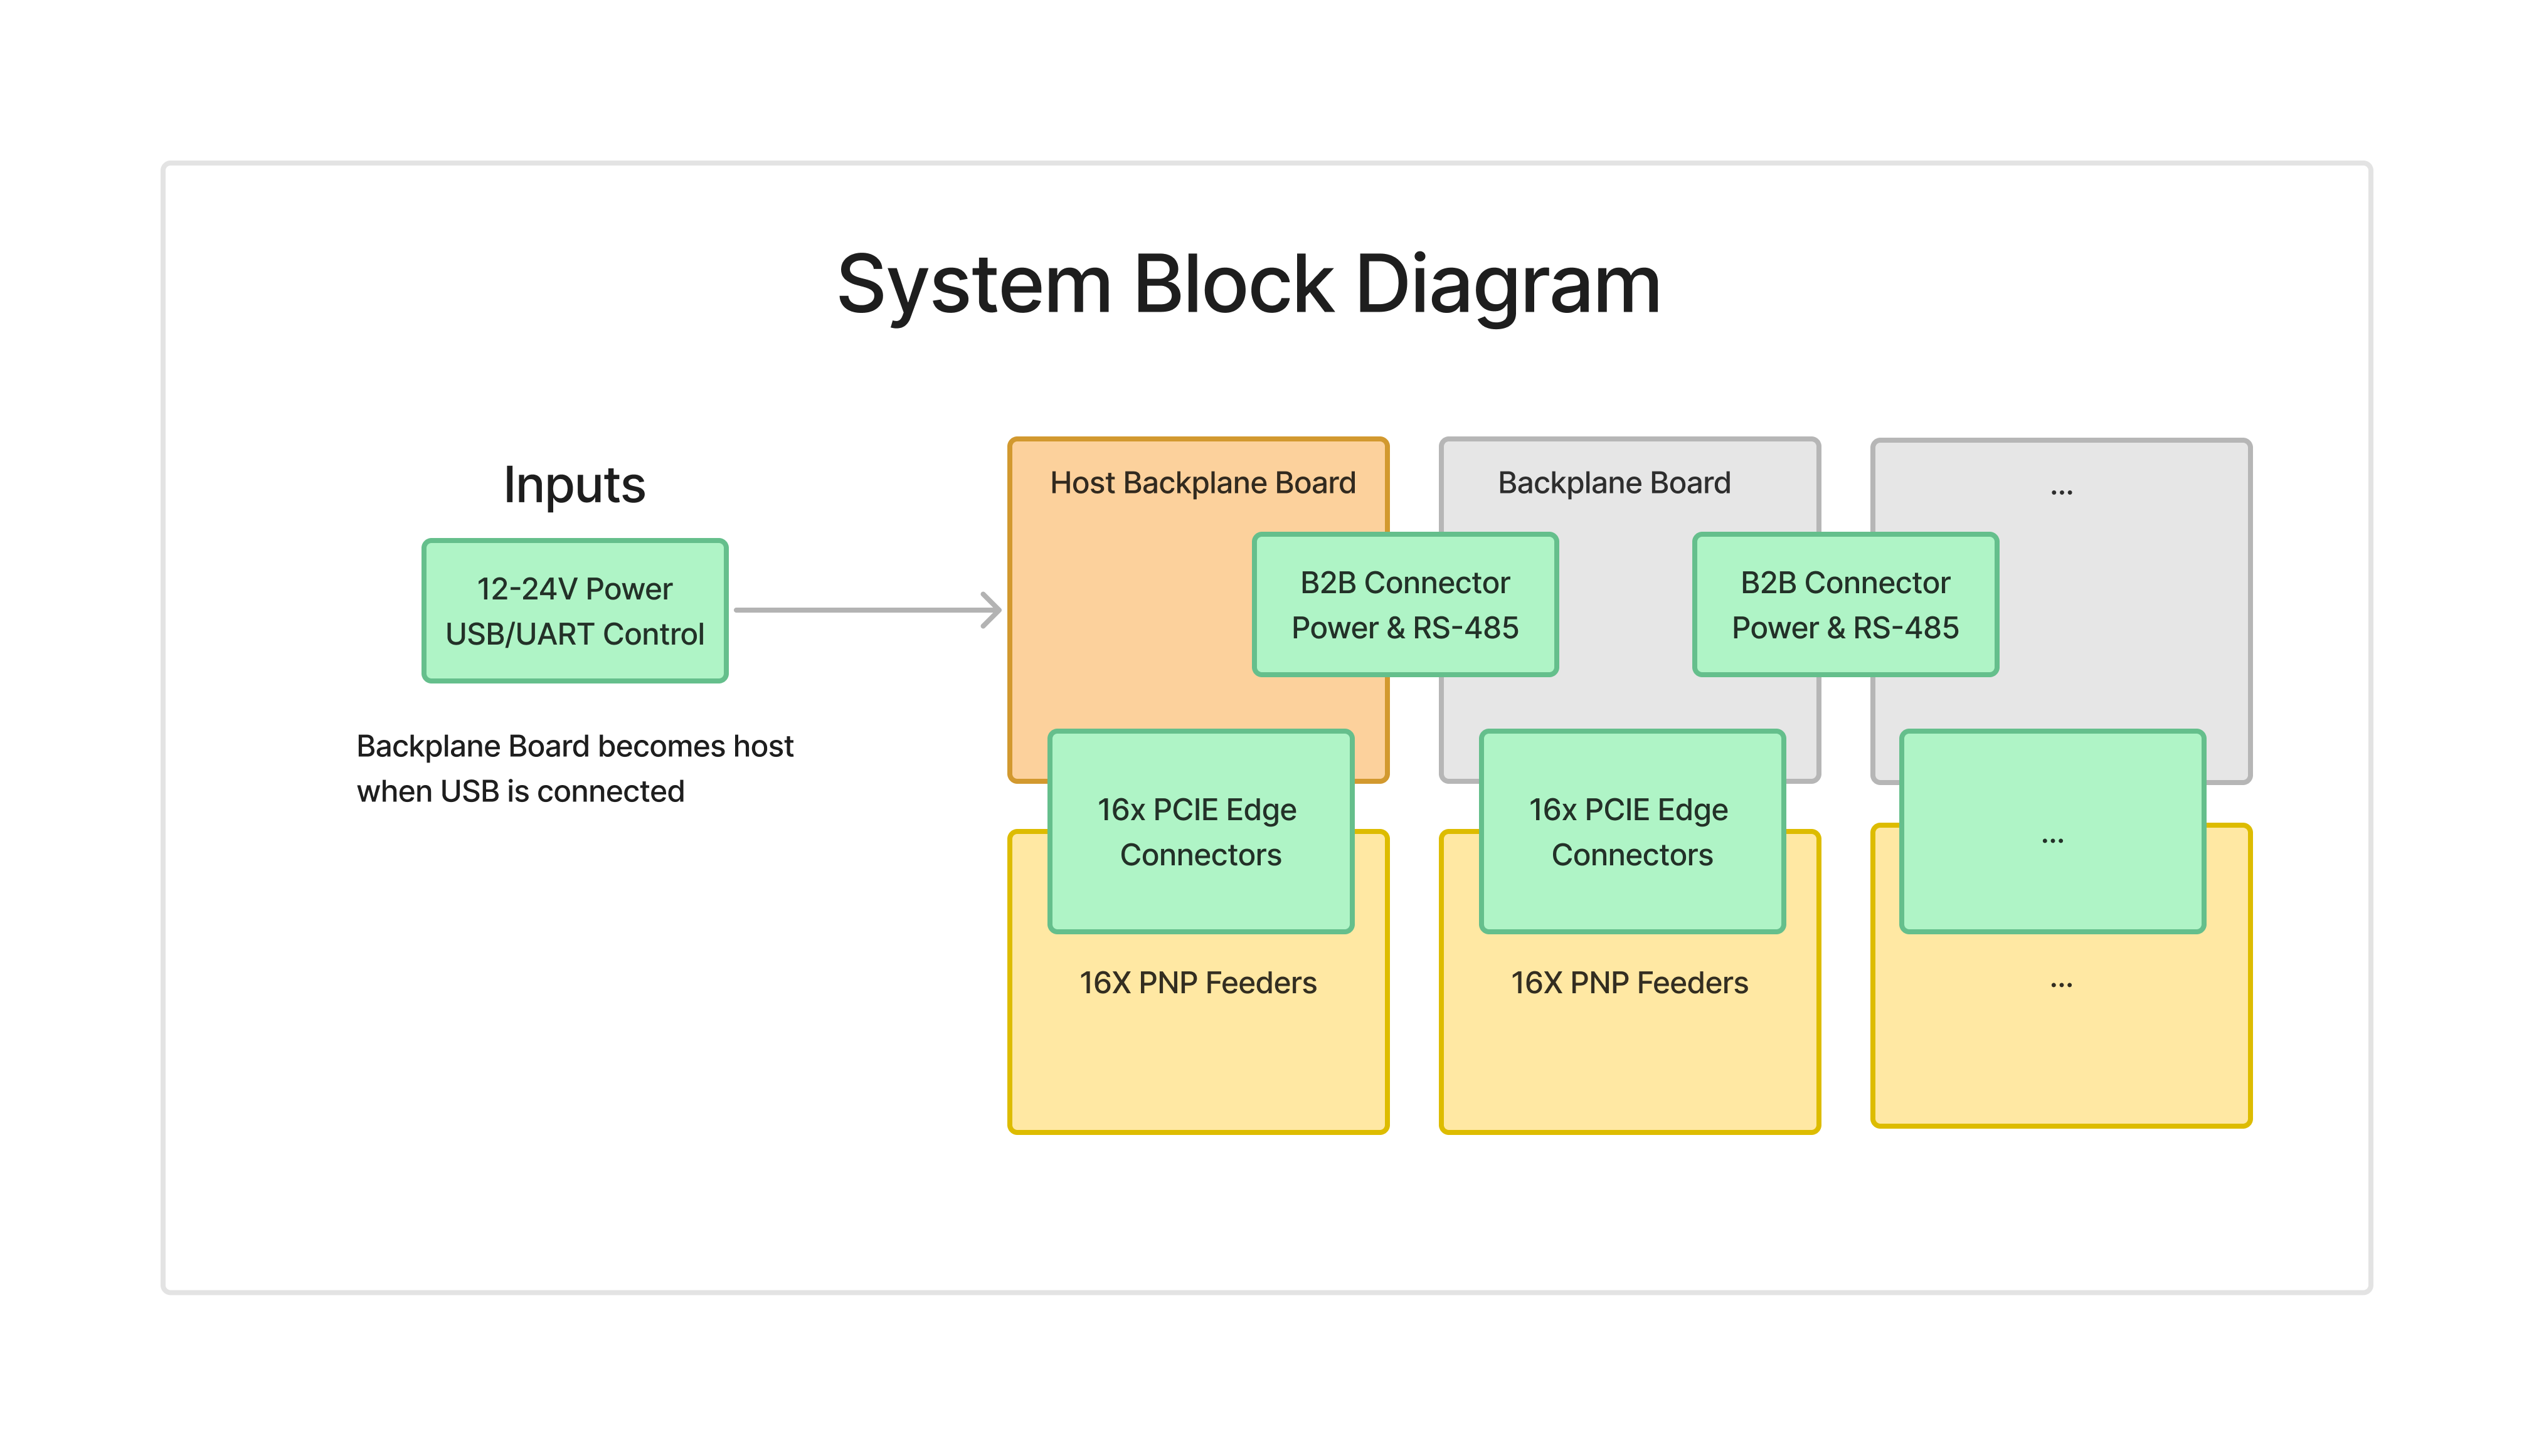 System Block Diagram
Inputs
12-24V Power
USB/UART Control
Backplane Board becomes host
when USB is connected
Host Backplane Board
Backplane Board
...
B2B Connector
Power & RS-485
B2B Connector
Power & RS-485
16x PCIE Edge
Connectors
16x PCIE Edge
Connectors
...
16X PNP Feeders
16X PNP Feeders
...